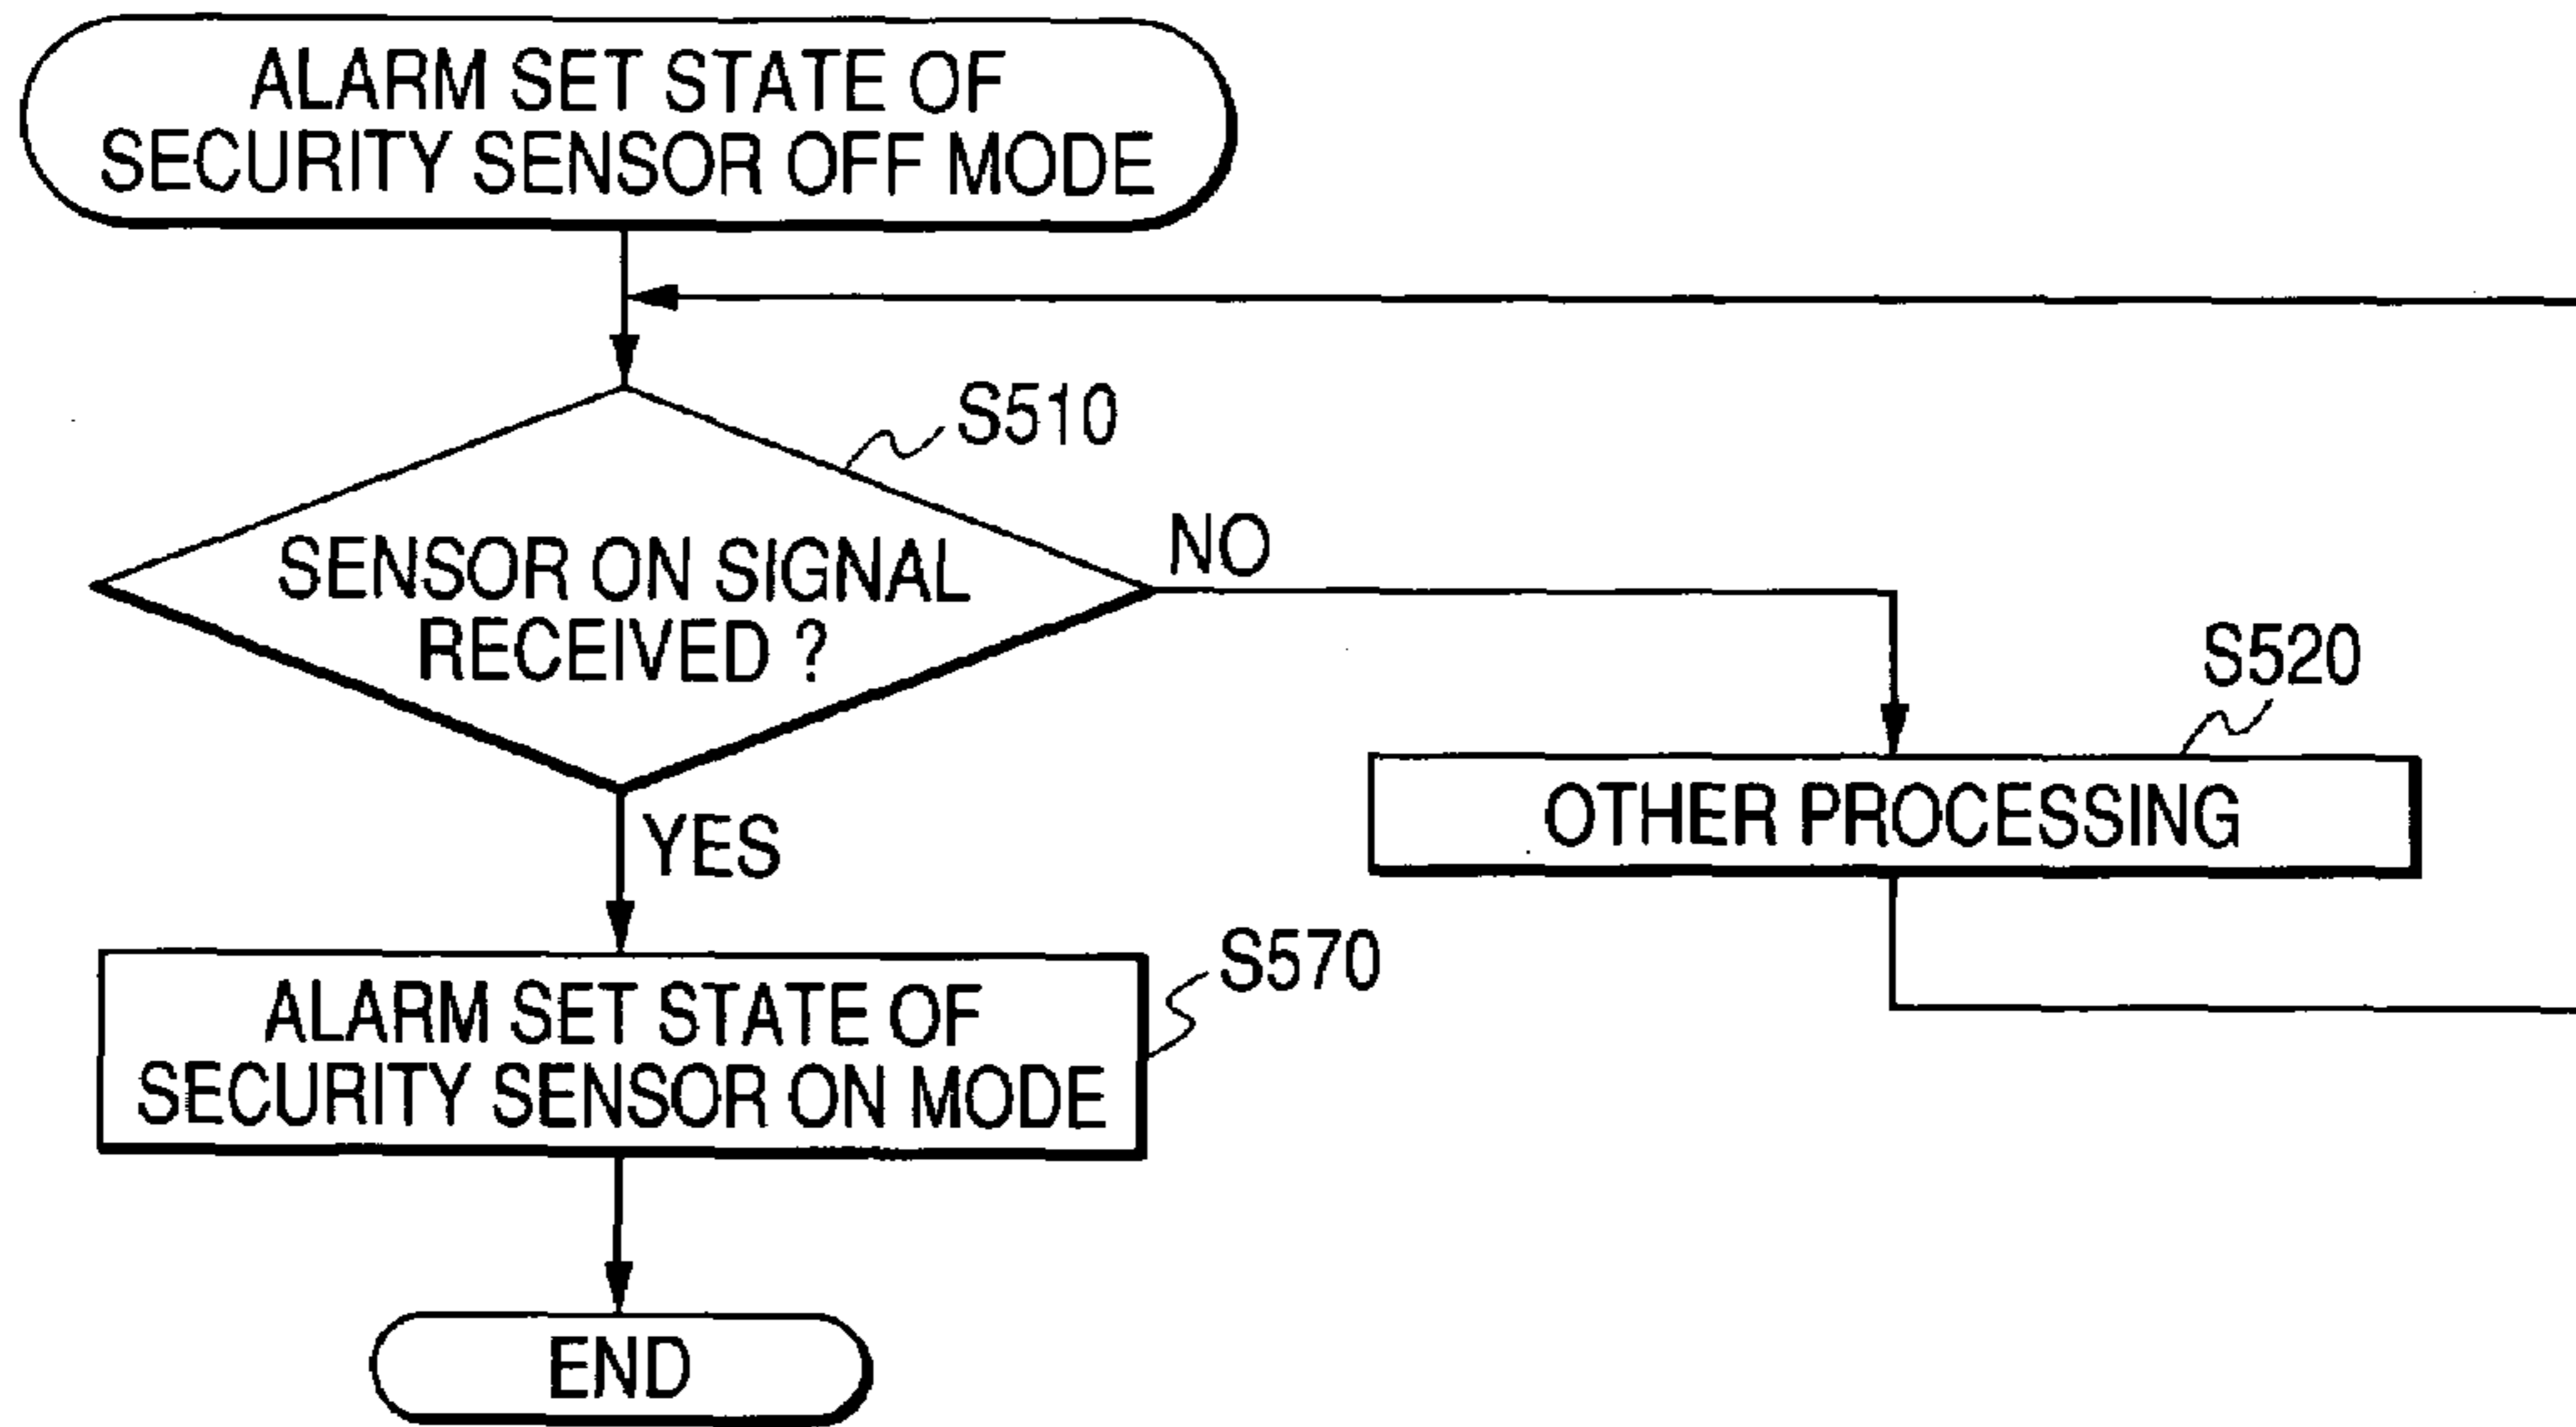 ALARM SET STATE OF
SECURITY SENSOR OFF MODE
S510
SENSOR ON SIGNAL
RECEIVED ?
NO
YES
S520
OTHER PROCESSING
S570
ALARM SET STATE OF
SECURITY SENSOR ON MODE
END